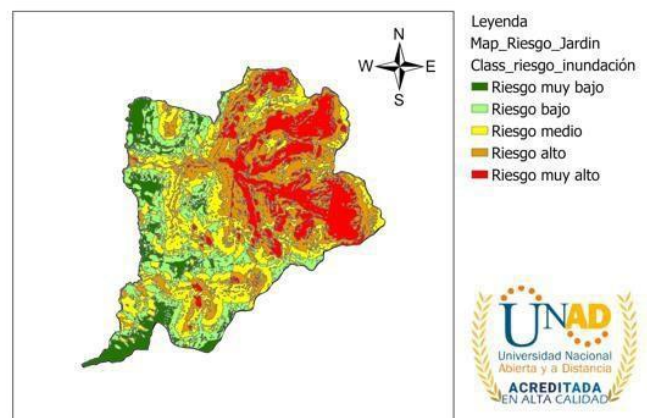 N
W E
S
Leyenda
Map_Riesgo_Jardin
Class_riesgo_inundación
Riesgo muy bajo
Riesgo bajo
Riesgo medio
Riesgo alto
Riesgo muy alto
UNAD
Universidad Nacional
Abierta y a Distancia
ACREDITADA
EN ALTA CALIDAD